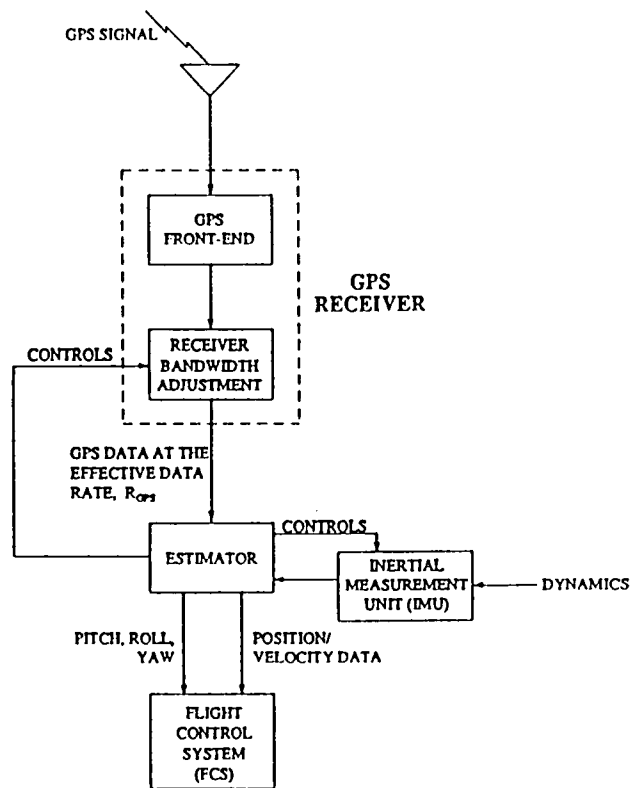 GPS SIGNAL
GPS
FRONT-END
GPS
RECEIVER
CONTROLS
RECEIVER
BANDWIDTH
ADJUSTMENT
GPS DATA AT THE
EFFECTIVE DATA
RATE, RGPS
CONTROLS
ESTIMATOR
INERTIAL
MEASUREMENT
UNIT (IMU)
DYNAMICS
PITCH, ROLL,
YAW
POSITION/
VELOCITY DATA
FLIGHT
CONTROL
SYSTEM
(FCS)